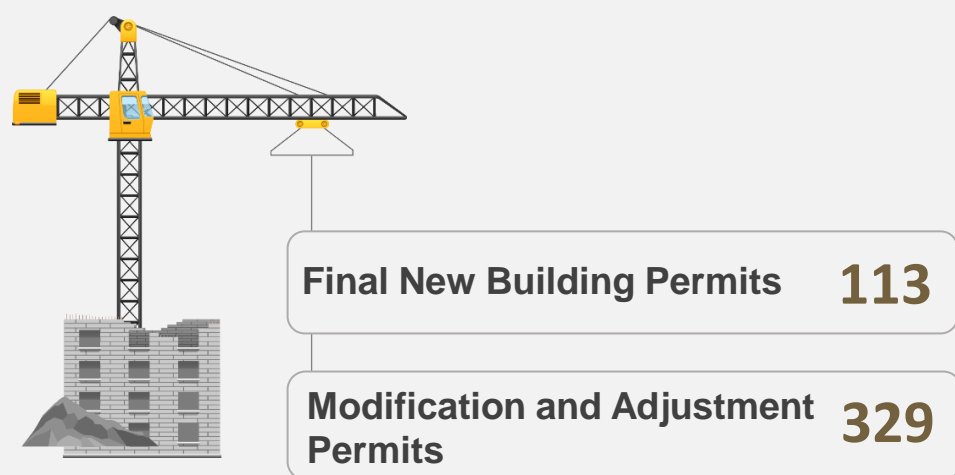 Final New Building Permits 113
Modification and Adjustment 329
Permits